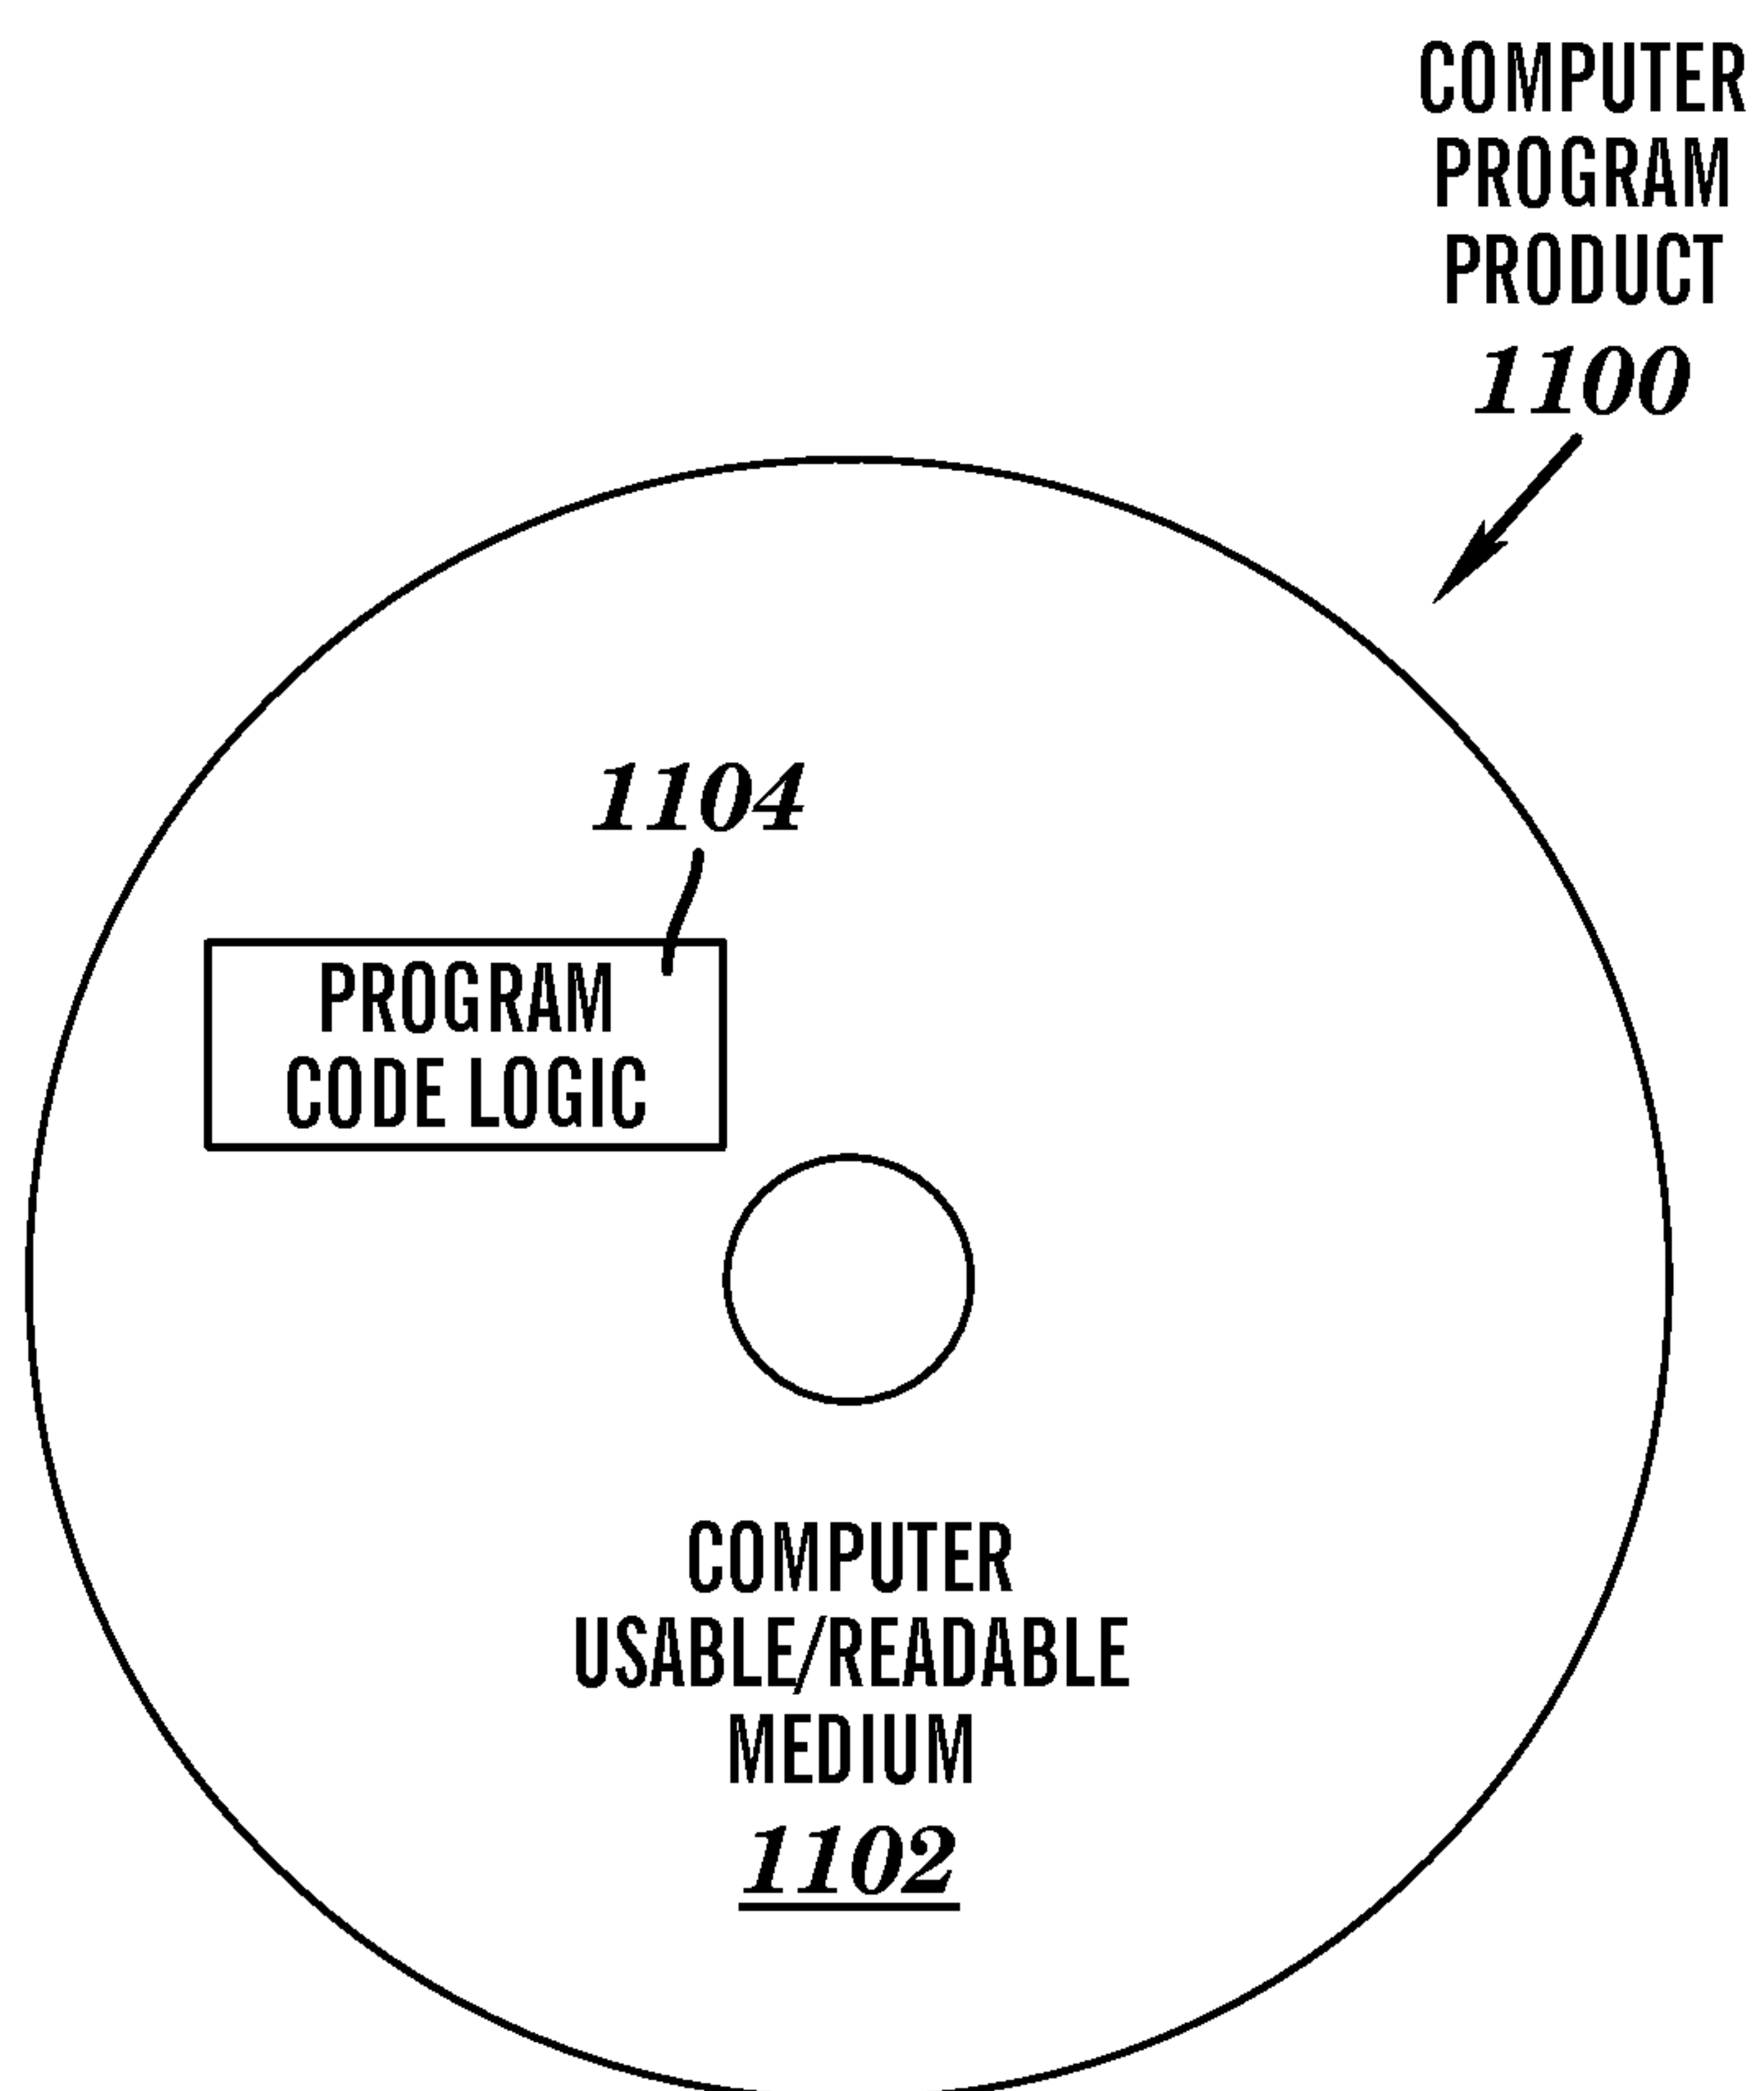 COMPUTER
PROGRAM
PRODUCT
1100
1104
PROGRAM
CODE LOGIC
COMPUTER
USABLE/READABLE
MEDIUM
1102